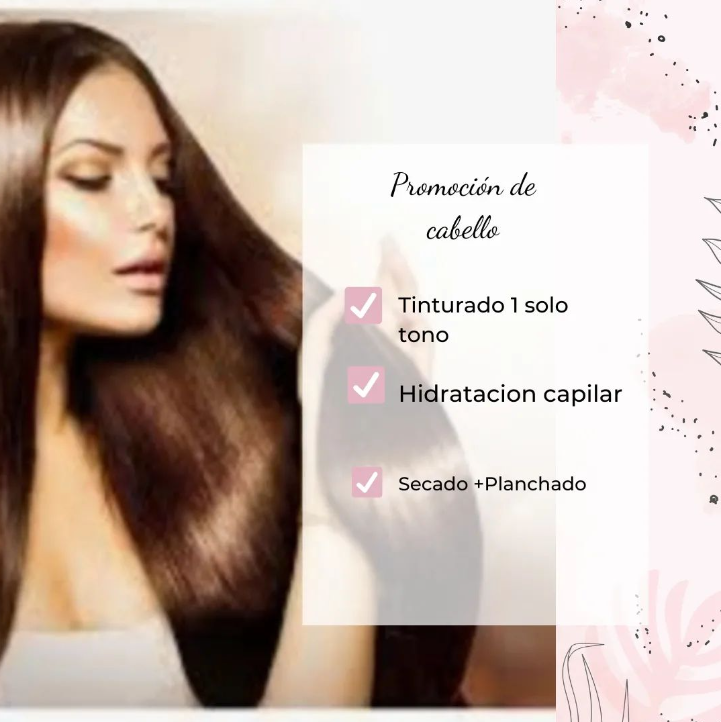 Promoción de
cabello
Tinturado 1 solo
tono
Hidratacion capilar
Secado +Planchado